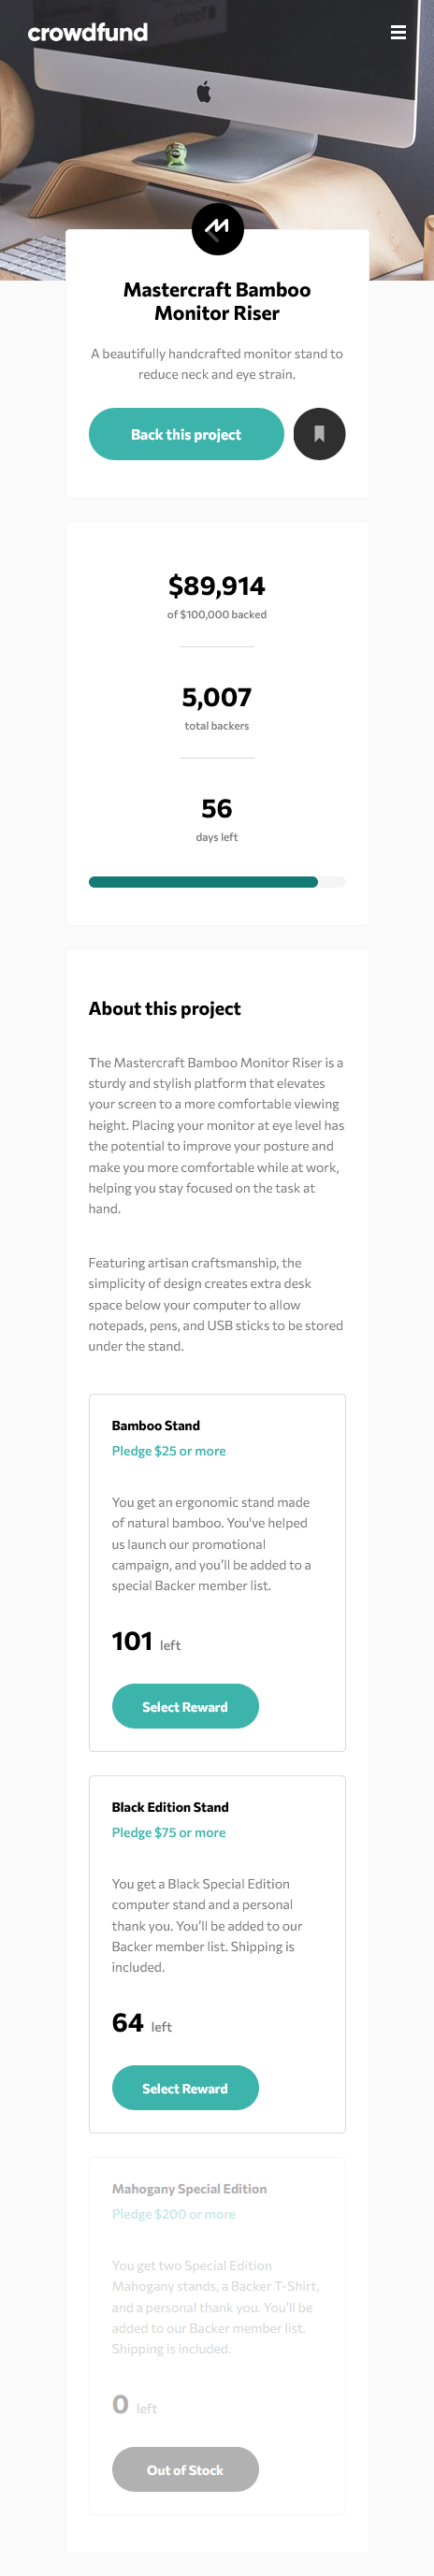 crowdfund
Mastercraft Bamboo
Monitor Riser
A beautifully handcrafted monitor stand to
reduce neck and eye strain.
Back this project
$89,914
of $100,000 backed
5,007
total backers
56
days left
About this project
The Mastercraft Bamboo Monitor Riser is a
sturdy and stylish platform that elevates
your screen to a more comfortable viewing
height. Placing your monitor at eye level has
the potential to improve your posture and
make you more comfortable while at work,
helping you stay focused on the task at
hand.
Featuring artisan craftsmanship, the
simplicity of design creates extra desk
space below your computer to allow
notepads, pens, and USB sticks to be stored
under the stand.
Bamboo Stand
Pledge $25 or more
You get an ergonomic stand made
of natural bamboo. You've helped
us launch our promotional
campaign, and you’ll be added to a
special Backer member list.
101 left
Select Reward
Black Edition Stand
Pledge $75 or more
You get a Black Special Edition
computer stand and a personal
thank you. You’ll be added to our
Backer member list. Shipping is
included.
64 left
Select Reward
Mahogany Special Edition
Pledge $200 or more
You get two Special Edition
Mahogany stands, a Backer T-Shirt,
and a personal thank you. You’ll be
added to our Backer member list.
Shipping is included.
0 left
Out of Stock